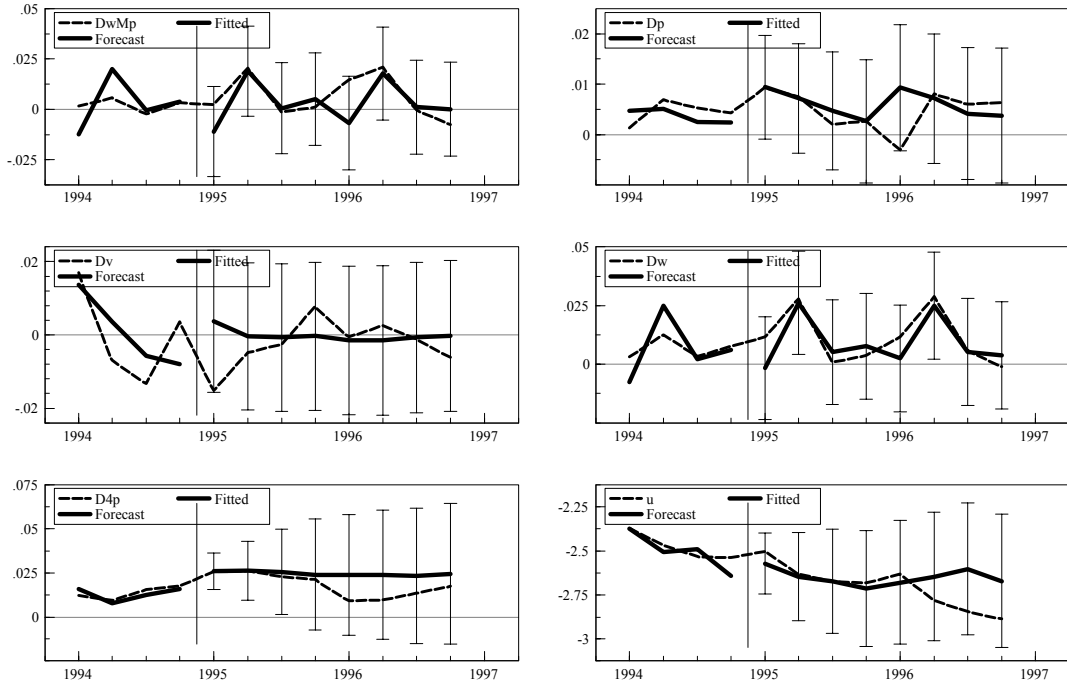 .05
DwMp Fitted
Forecast
.025
0
-.025
1994 1995 1996 1997
Dp Fitted
Forecast
.02
.01
0
1994 1995 1996 1997
.02
Dv Fitted
Forecast
0
-.02
1994 1995 1996 1997
.05
Dw Fitted
Forecast
.025
0
1994 1995 1996 1997
.075
D4p Fitted
Forecast
.05
.025
0
1994 1995 1996 1997
u Fitted
Forecast
-2.25
-2.5
-2.75
-3
1994 1995 1996 1997